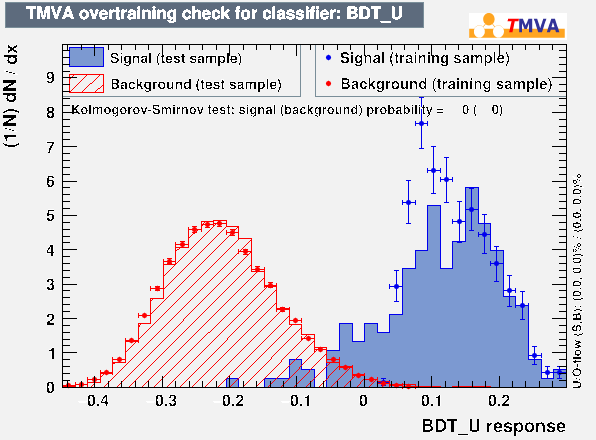 TMVA overtraining check for classifier: BDT_U
TMVA
Signal (test sample)
Background (test sample)
Signal (training sample)
Background (training sample)
Kolmogorov-Smirnov test: signal (background) probability = 0 ( 0)
(1/N) dN / dx
9
8
7
6
5
4
3
2
1
0
−0.4 −0.3 −0.2 −0.1 0 0.1 0.2
BDT_U response
U/O-flow (S,B): (0.0, 0.0)% / (0.0, 0.0)%